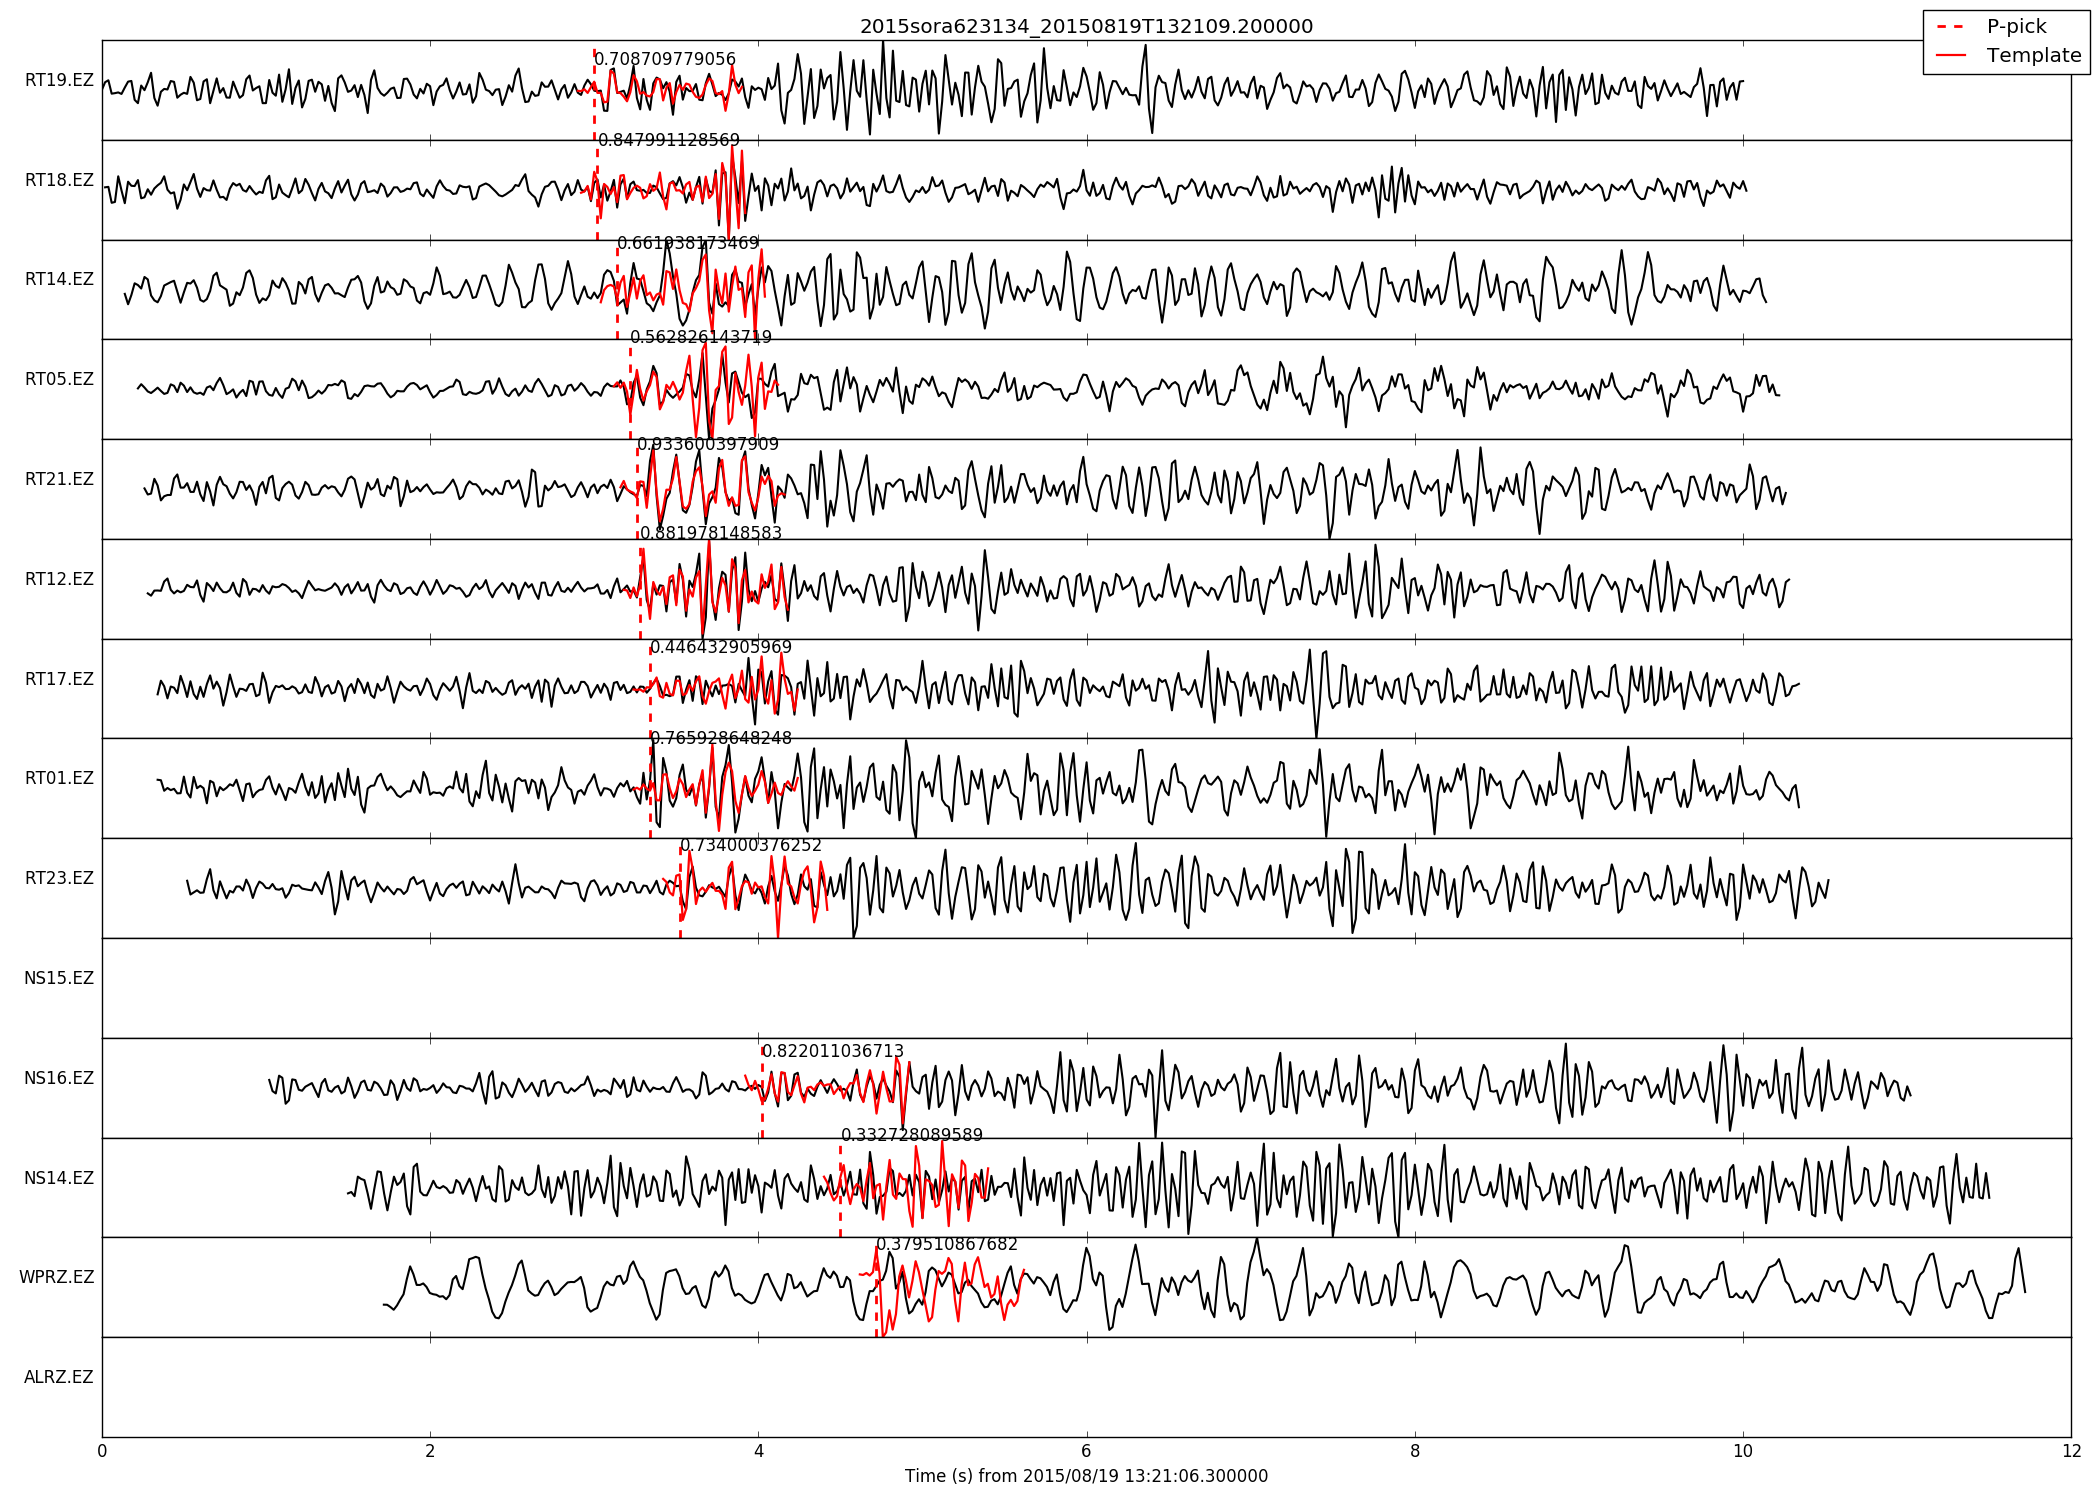 2015sora623134_20150819T132109.200000
P-pick
Template
RT19.EZ
0.708709779056
RT18.EZ
0.847991128569
RT14.EZ
0.661938173469
RT05.EZ
0.562826143719
RT21.EZ
0.933600397909
RT12.EZ
0.881978148583
RT17.EZ
0.446432905969
RT01.EZ
0.765928648248
RT23.EZ
0.734000376252
NS15.EZ
NS16.EZ
0.822011036713
NS14.EZ
0.332728089589
WPRZ.EZ
0.379510867682
ALRZ.EZ
0 2 4 6 8 10 12
Time (s) from 2015/08/19 13:21:06.300000